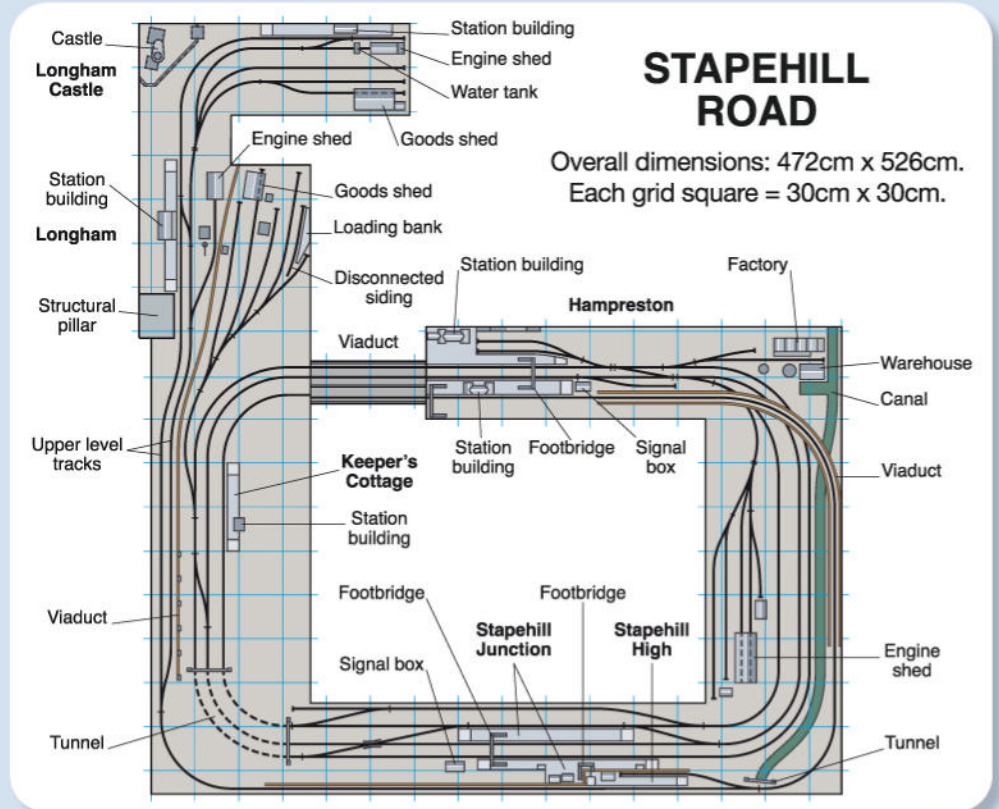 STAPEHILL
ROAD
Overall dimensions: 472cm x 526cm.
Each grid square = 30cm x 30cm.
Castle
Longham
Castle
Station building
Engine shed
Water tank
Goods shed
Engine shed
Station
building
Longham
Goods shed
Loading bank
Disconnected
siding
Structural
pillar
Viaduct
Station building
Hampreston
Factory
Warehouse
Canal
Viaduct
Station
building
Footbridge
Signal
box
Upper level
tracks
Keeper's
Cottage
Station
building
Viaduct
Footbridge
Footbridge
Stapehill
Junction
Stapehill
High
Signal box
Engine
shed
Tunnel
Tunnel